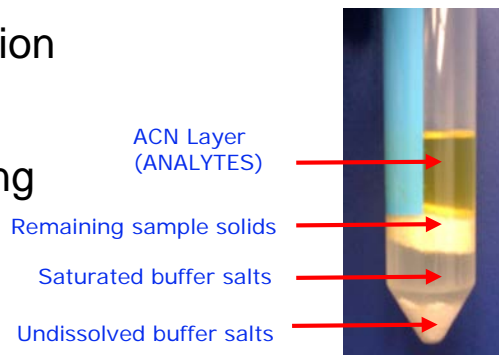 ion
ACN Layer
(ANALYTES)
ng
Remaining sample solids
Saturated buffer salts
Undissolved buffer salts